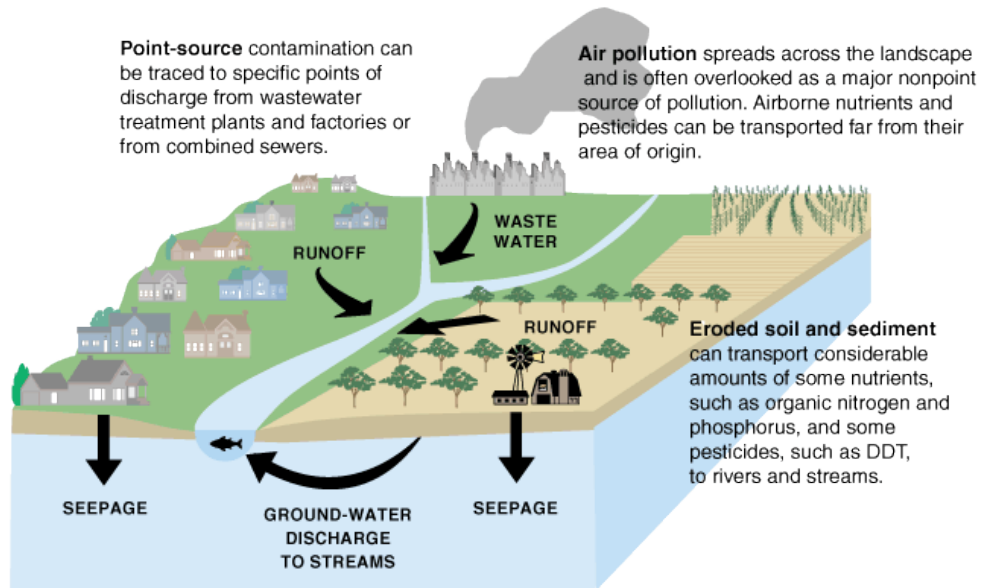 Point-source contamination can
be traced to specific points of
discharge from wastewater
treatment plants and factories or
from combined sewers.
Air pollution spreads across the landscape
and is often overlooked as a major nonpoint
source of pollution. Airborne nutrients and
pesticides can be transported far from their
area of origin.
WASTE
WATER
RUNOFF
RUNOFF
Eroded soil and sediment
can transport considerable
amounts of some nutrients,
such as organic nitrogen and
phosphorus, and some
pesticides, such as DDT,
to rivers and streams.
SEEPAGE
GROUND-WATER
DISCHARGE
TO STREAMS
SEEPAGE